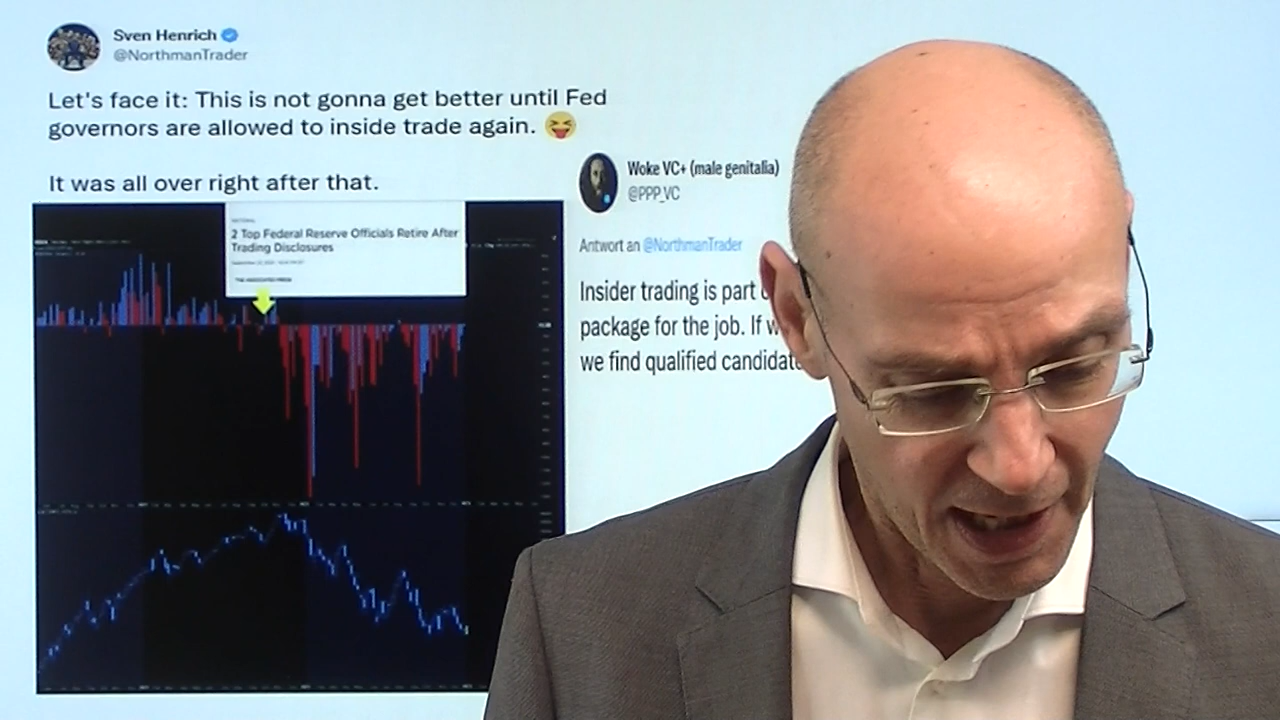 Sven Henrich
@NorthmanTrader
Let's face it: This is not gonna get better until Fed
governors are allowed to inside trade again. 😝
It was all over right after that.
2 Top Federal Reserve Officials Retire After
Trading Disclosures
THE ASSOCIATED PRESS
Woke VC+ (male genitalia)
@PPP_VC
Antwort an @NorthmanTrader
Insider trading is part
package for the job. If
we find qualified